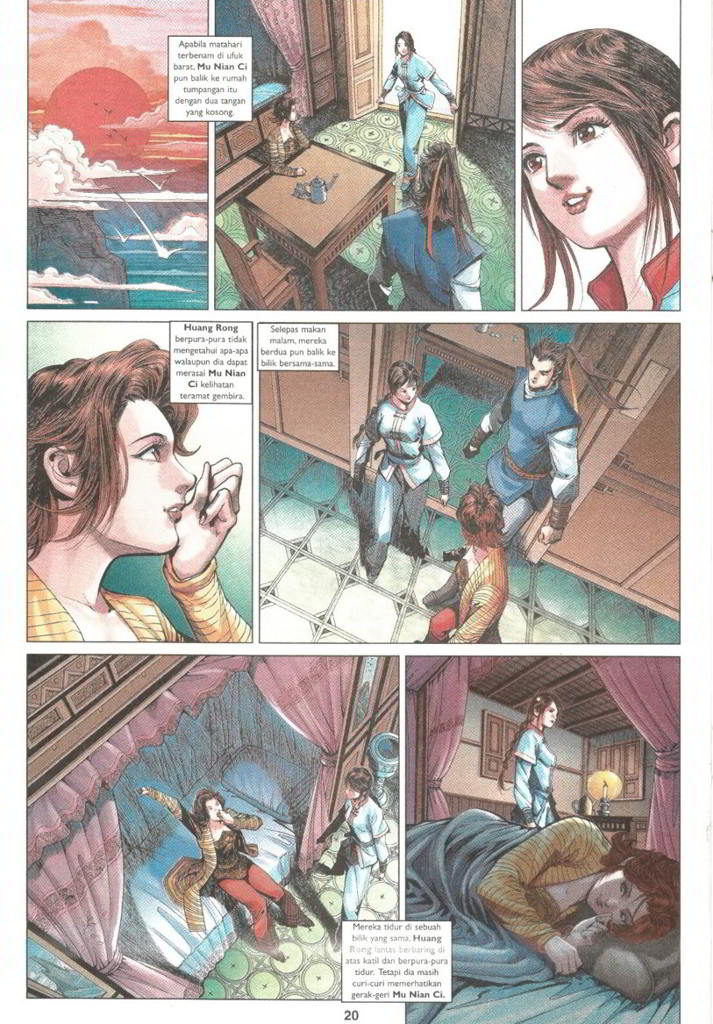 Apabila matahari
terbenam di ufuk
barat, Mu Nian Ci
pun balik ke rumah
tumpangan itu
dengan dua tangan
yang kosong.
Huang Rong
berpura-pura tidak
mengetahui apa-apa
walaupun dia dapat
merasai Mu Nian
Ci kelihatan
teramat gembira.
Selepas makan
malam, mereka
berdua pun balik ke
bilik bersama-sama.
Mereka tidur di sebuah
bilik yang sama, Huang
Rong lantas berbaring di
atas katil dan berpura-pura
tidur. Tetapi dia masih
curi-curi memerhatikan
gerak-geri Mu Nian Ci.
20